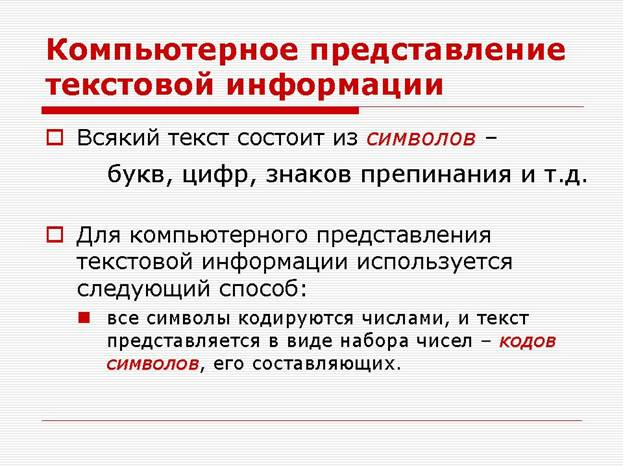 Компьютерное представление
текстовой информации
Всякий текст состоит из символов –
букв, цифр, знаков препинания и т.д.
Для компьютерного представления
текстовой информации используется
следующий способ:
все символы кодируются числами, и текст
представляется в виде набора чисел – кодов
символов, его составляющих.